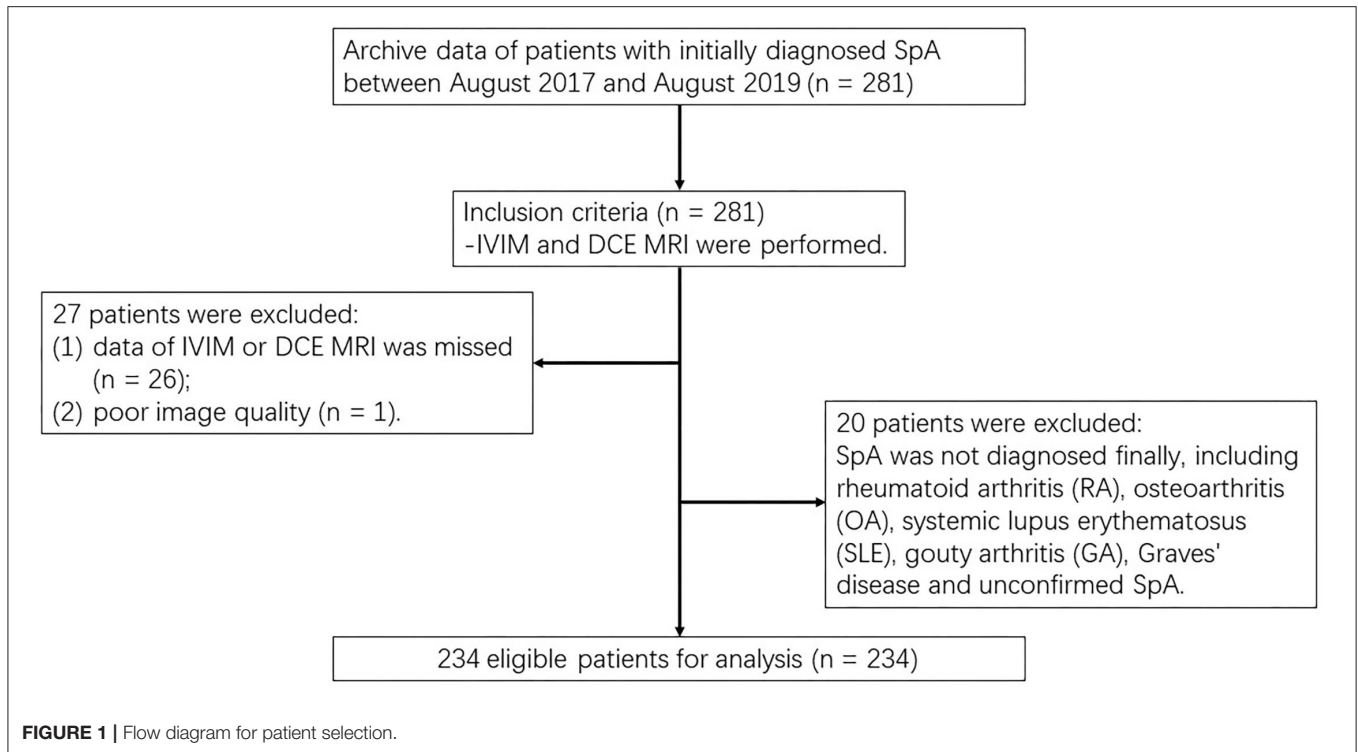 Archive data of patients with initially diagnosed SpA
between August 2017 and August 2019 (n = 281)
Inclusion criteria (n = 281)
-IVIM and DCE MRI were performed.
27 patients were excluded:
(1) data of IVIM or DCE MRI was missed
(n = 26);
(2) poor image quality (n = 1).
20 patients were excluded:
SpA was not diagnosed finally, including
rheumatoid arthritis (RA), osteoarthritis
(OA), systemic lupus erythematosus
(SLE), gouty arthritis (GA), Graves'
disease and unconfirmed SpA.
234 eligible patients for analysis (n = 234)
FIGURE 1 | Flow diagram for patient selection.